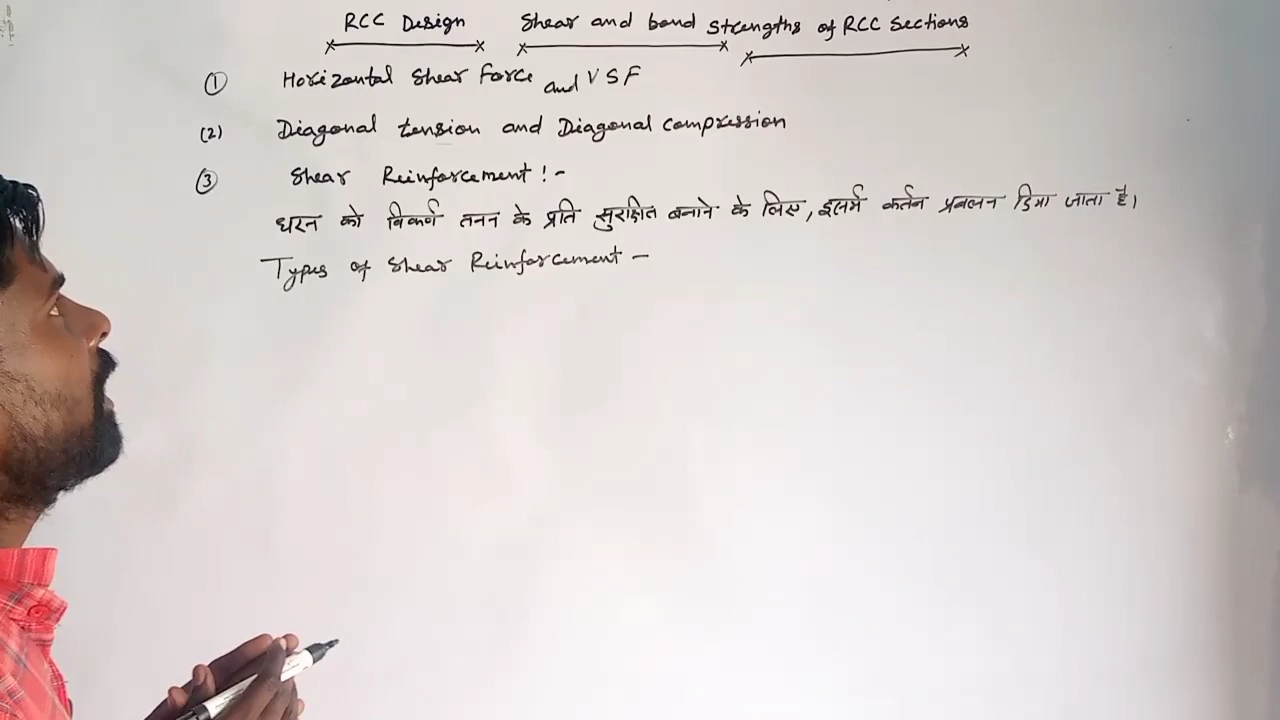 RCC Design Shear and bond Strengths of RCC Sections
① Horizontal Shear Force and V S F
(2) Diagonal tension and Diagonal compression
③ Shear Reinforcement : -
धरन को विकर्ण तनन के प्रति सुरक्षित बनाने के लिए, इसमें कर्तन प्रबलन दिया जाता है।
Types of Shear Reinforcement -